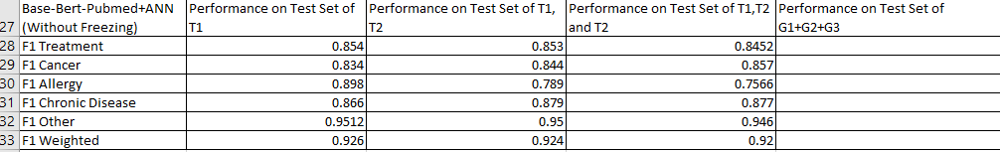 Base-Bert-Pubmed+ANN Performance on Test Set of Performance on Test Set of T1, Performance on Test Set of T1,T2 Performance on Test Set of
27 (Without Freezing) T1 T2 and T2 G1+G2+G3
28 F1 Treatment 0.854 0.853 0.8452
29 F1 Cancer 0.834 0.844 0.857
30 F1 Allergy 0.898 0.789 0.7566
31 F1 Chronic Disease 0.866 0.879 0.877
32 F1 Other 0.9512 0.95 0.946
33 F1 Weighted 0.926 0.924 0.92